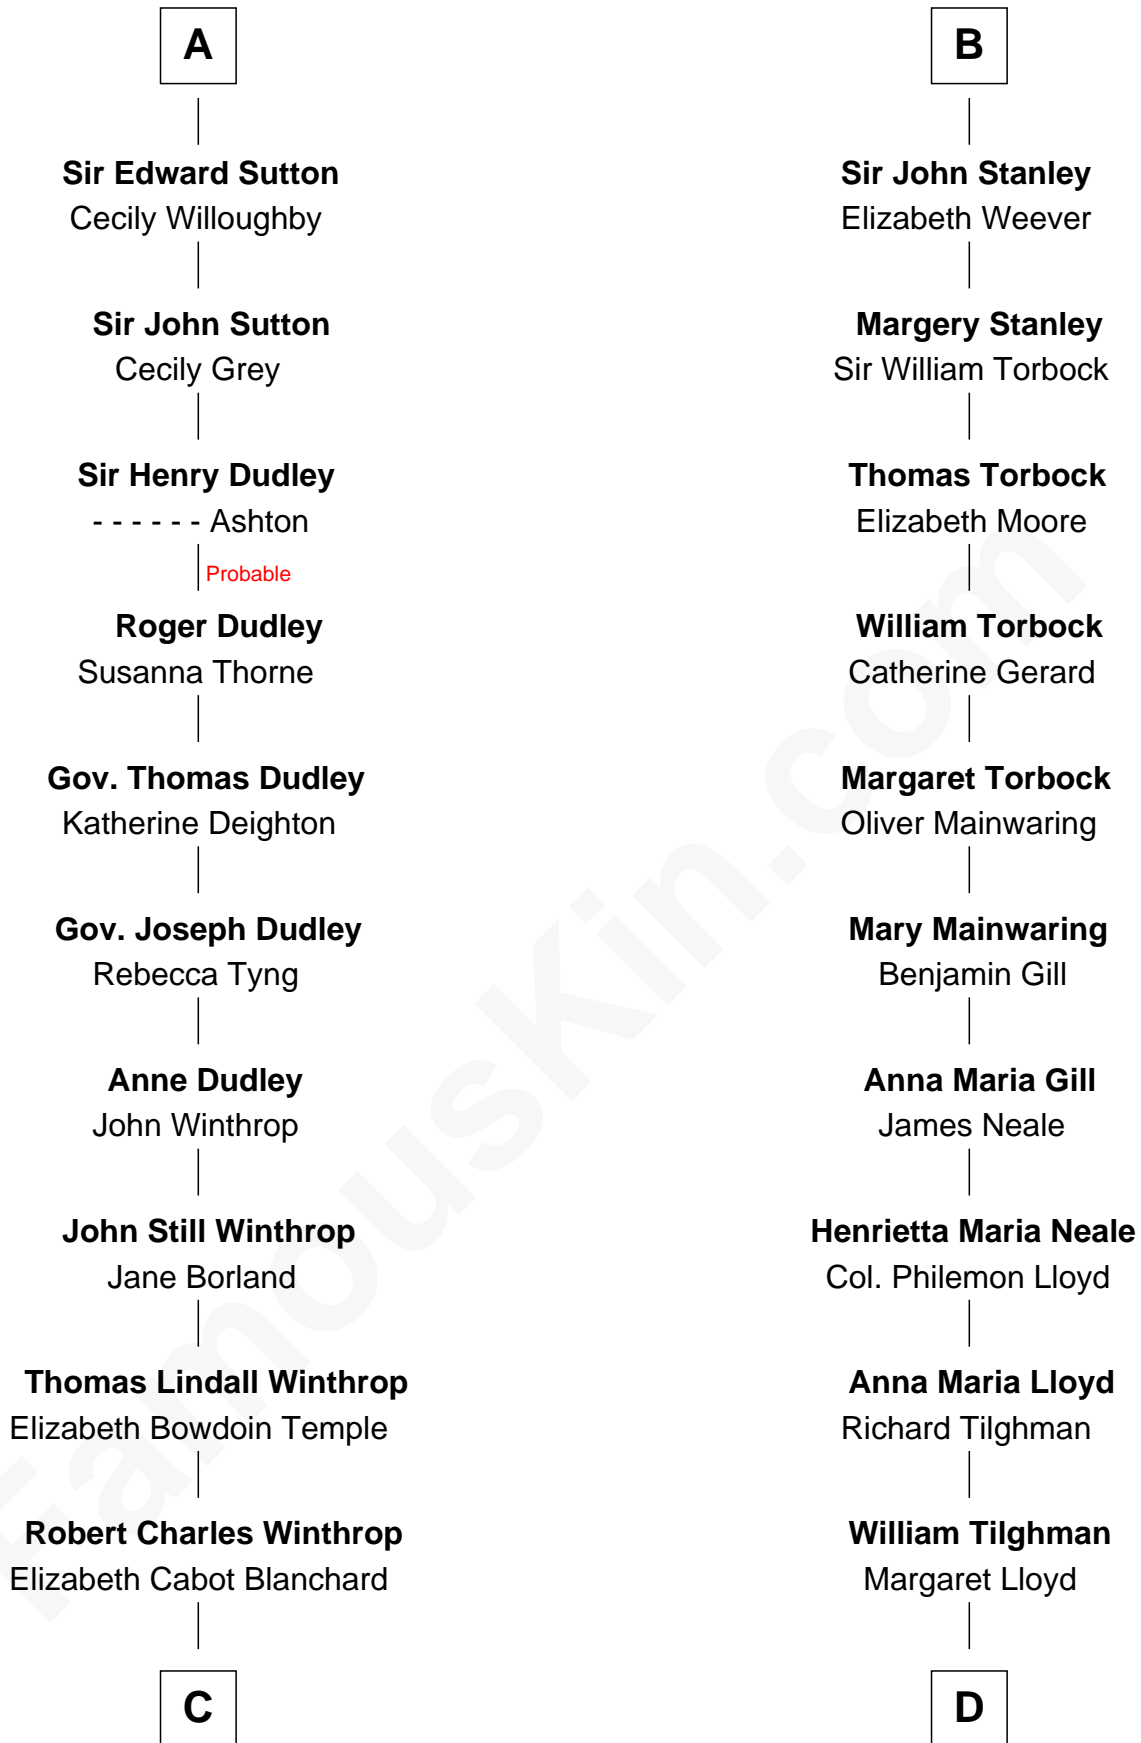 A
Sir Edward Sutton
Cecily Willoughby
Sir John Sutton
Cecily Grey
Sir Henry Dudley
- - - - - - Ashton
Probable
Roger Dudley
Susanna Thorne
Gov. Thomas Dudley
Katherine Deighton
Gov. Joseph Dudley
Rebecca Tyng
Anne Dudley
John Winthrop
John Still Winthrop
Jane Borland
Thomas Lindall Winthrop
Elizabeth Bowdoin Temple
Robert Charles Winthrop
Elizabeth Cabot Blanchard
C
B
Sir John Stanley
Elizabeth Weever
Margery Stanley
Sir William Torbock
Thomas Torbock
Elizabeth Moore
William Torbock
Catherine Gerard
Margaret Torbock
Oliver Mainwaring
Mary Mainwaring
Benjamin Gill
Anna Maria Gill
James Neale
Henrietta Maria Neale
Col. Philemon Lloyd
Anna Maria Lloyd
Richard Tilghman
William Tilghman
Margaret Lloyd
D
FamousKin.com